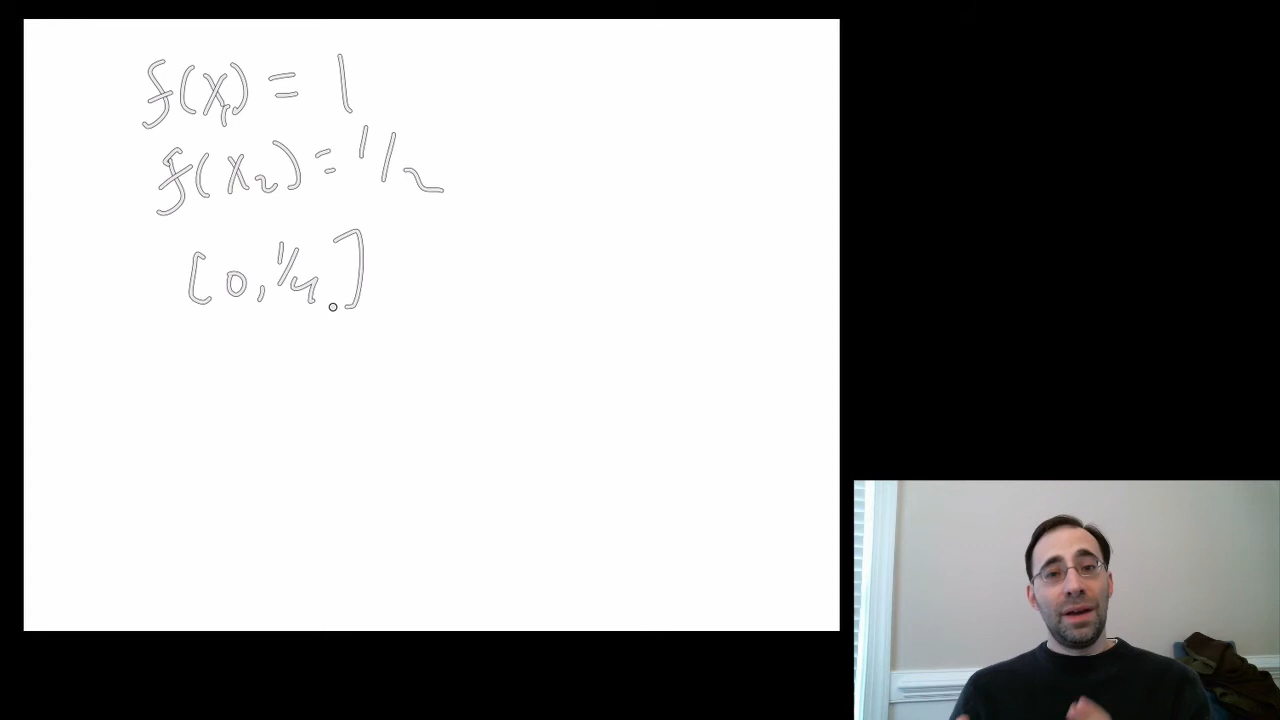 f(x₁) = 1
f(x₂) = 1/2
[0, 1/4]